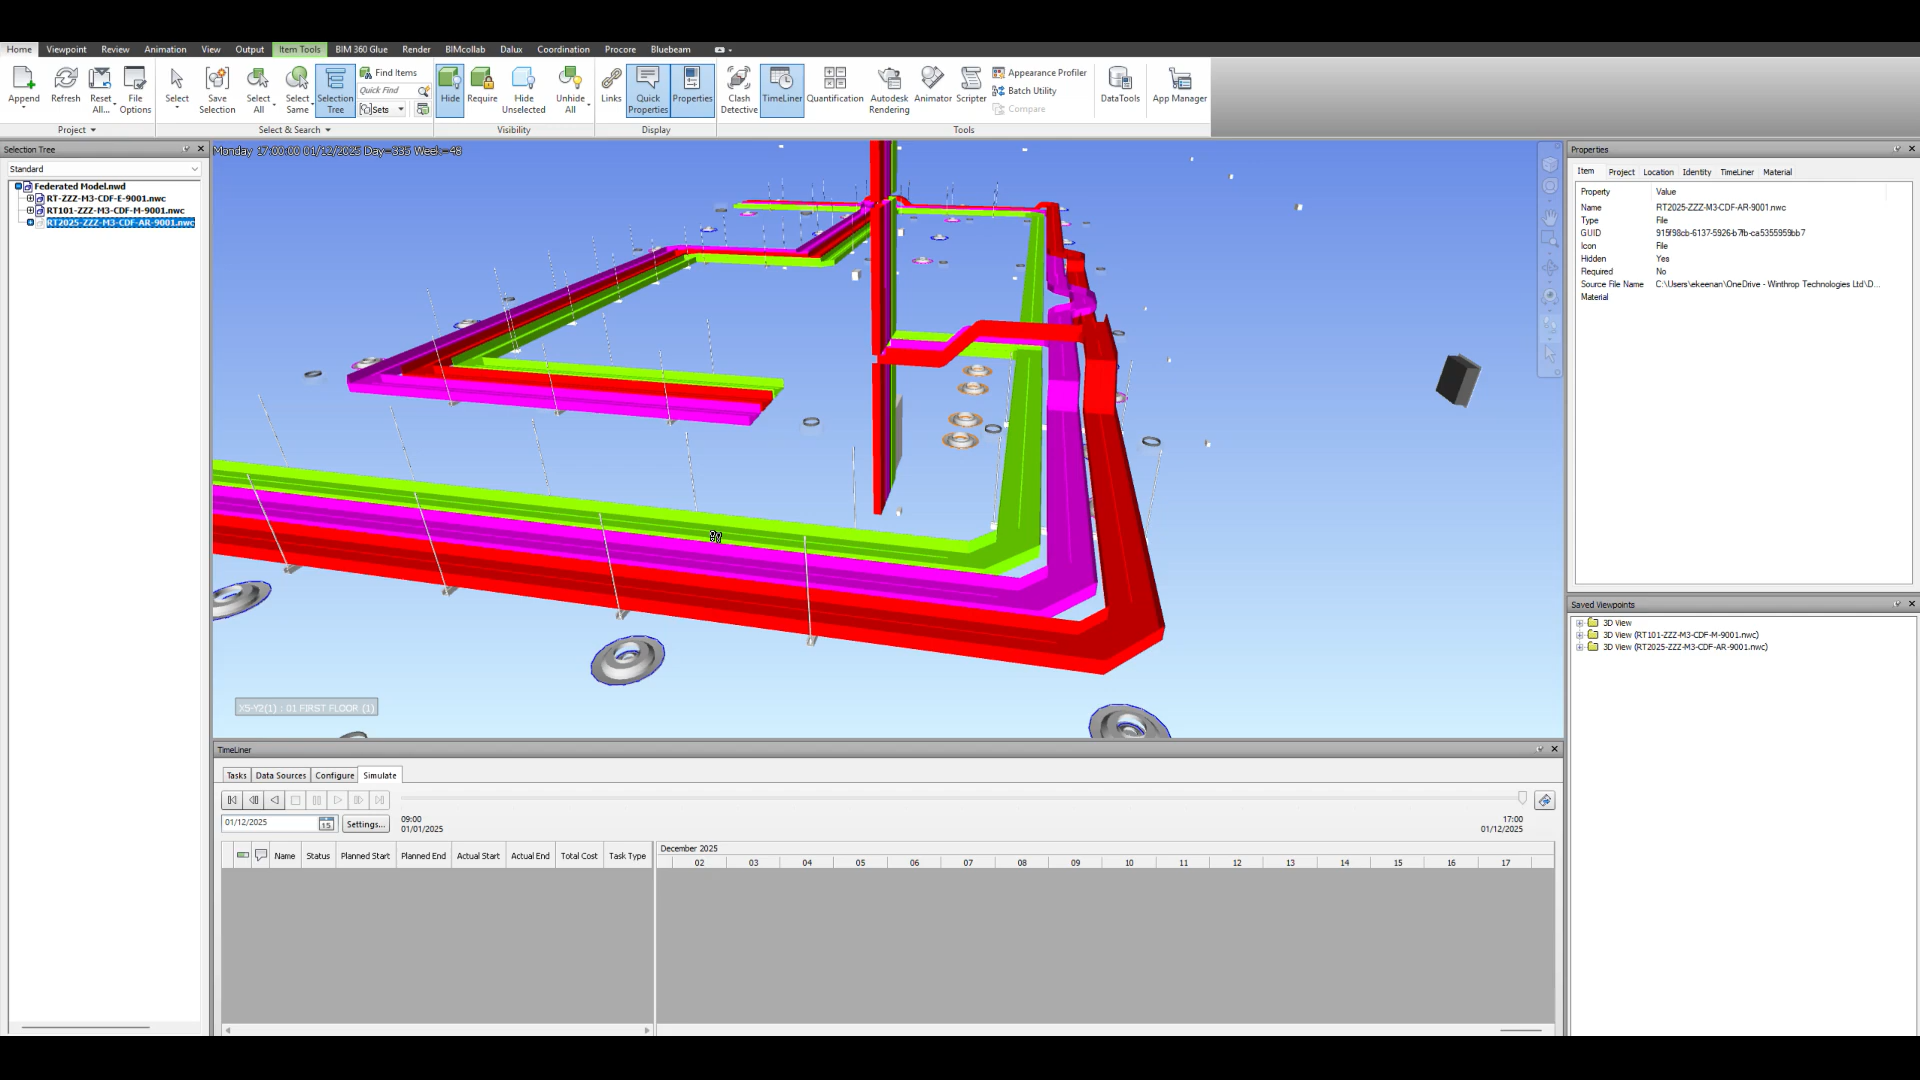 Home Viewpoint Review Animation View Output Item Tools BIM 360 Glue Render BIMcollab Dalux Coordination Procore Bluebeam
Append Refresh Reset All... File Options
Project
Select Save Selection Select All Select Same Selection Tree Find Items Quick Find Sets
Select & Search
Hide Require Hide Unselected Unhide All
Visibility
Links Quick Properties Properties
Display
Clash Detective TimeLiner Quantification Autodesk Rendering Animator Scripter Appearance Profiler Batch Utility Compare DataTools App Manager
Tools
Selection Tree
Standard
Federated Model.nwd
RT-ZZZ-M3-CDF-E-9001.nwc
RT101-ZZZ-M3-CDF-M-9001.nwc
RT2025-ZZZ-M3-CDF-AR-9001.nwc
Monday 17:00:00 01/12/2025 Day=335 Week=48
X5-Y2(1) : 01 FIRST FLOOR (1)
Properties
Item Project Location Identity TimeLiner Material
Property Value
Name RT2025-ZZZ-M3-CDF-AR-9001.nwc
Type File
GUID 915f98cb-6137-5926-b7fb-ca5355959bb7
Icon File
Hidden Yes
Required No
Source File Name C:\Users\ekeenan\OneDrive - Winthrop Technologies Ltd\D...
Material
Saved Viewpoints
3D View
3D View (RT101-ZZZ-M3-CDF-M-9001.nwc)
3D View (RT2025-ZZZ-M3-CDF-AR-9001.nwc)
TimeLiner
Tasks Data Sources Configure Simulate
01/12/2025 15 Settings...
09:00
01/01/2025
17:00
01/12/2025
Name Status Planned Start Planned End Actual Start Actual End Total Cost Task Type
December 2025
02 03 04 05 06 07 08 09 10 11 12 13 14 15 16 17